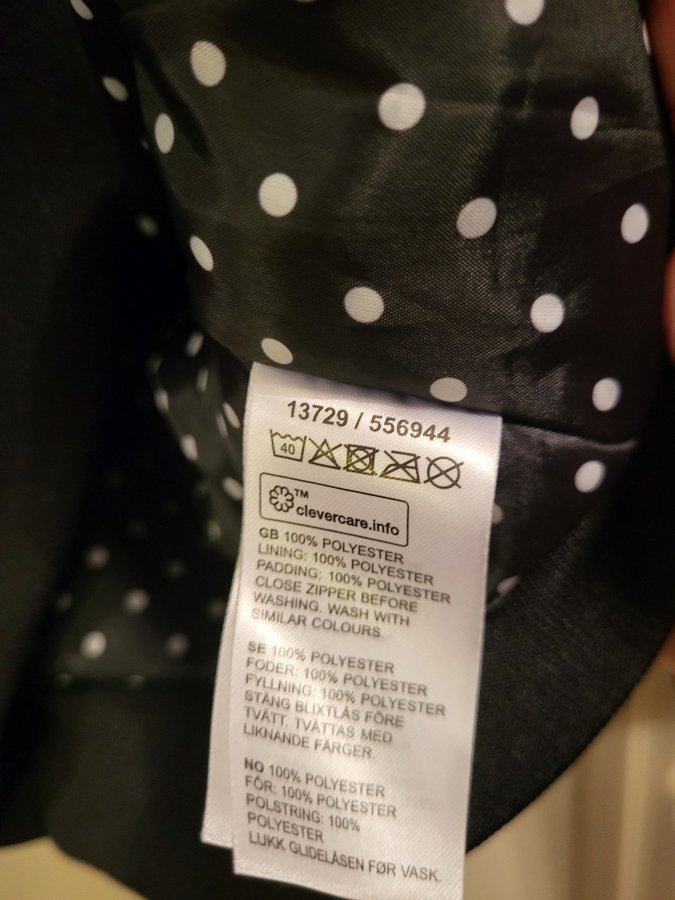 13729 / 556944
40
TM
clevercare.info
GB 100% POLYESTER
LINING: 100% POLYESTER
PADDING: 100% POLYESTER
CLOSE ZIPPER BEFORE
WASHING. WASH WITH
SIMILAR COLOURS.
SE 100% POLYESTER
FODER: 100% POLYESTER
FYLLNING: 100% POLYESTER
STÄNG BLIXTLÅS FÖRE
TVÄTT. TVÄTTAS MED
LIKNANDE FÄRGER.
NO 100% POLYESTER
FÔR: 100% POLYESTER
POLSTRING: 100%
POLYESTER
LUKK GLIDELÅSEN FØR VASK.